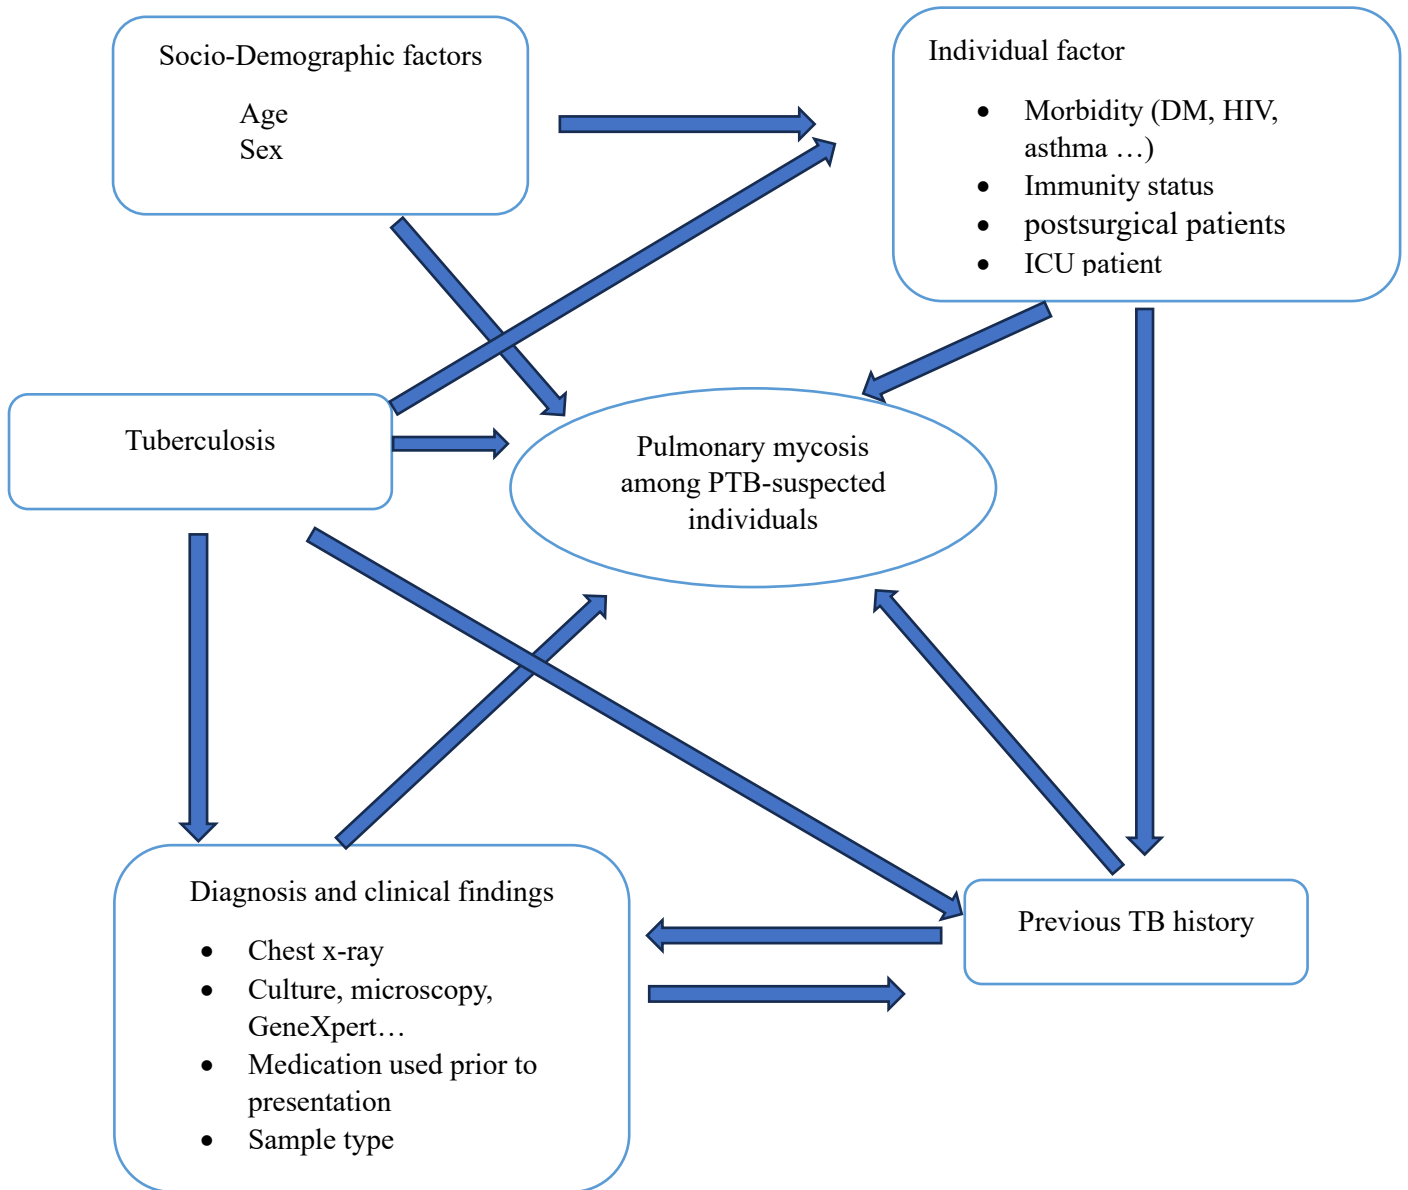 Socio-Demographic factors
Age
Sex
Individual factor
• Morbidity (DM, HIV,
asthma …)
• Immunity status
• postsurgical patients
• ICU patient
Tuberculosis
Pulmonary mycosis
among PTB-suspected
individuals
Diagnosis and clinical findings
• Chest x-ray
• Culture, microscopy,
GeneXpert…
• Medication used prior to
presentation
• Sample type
Previous TB history